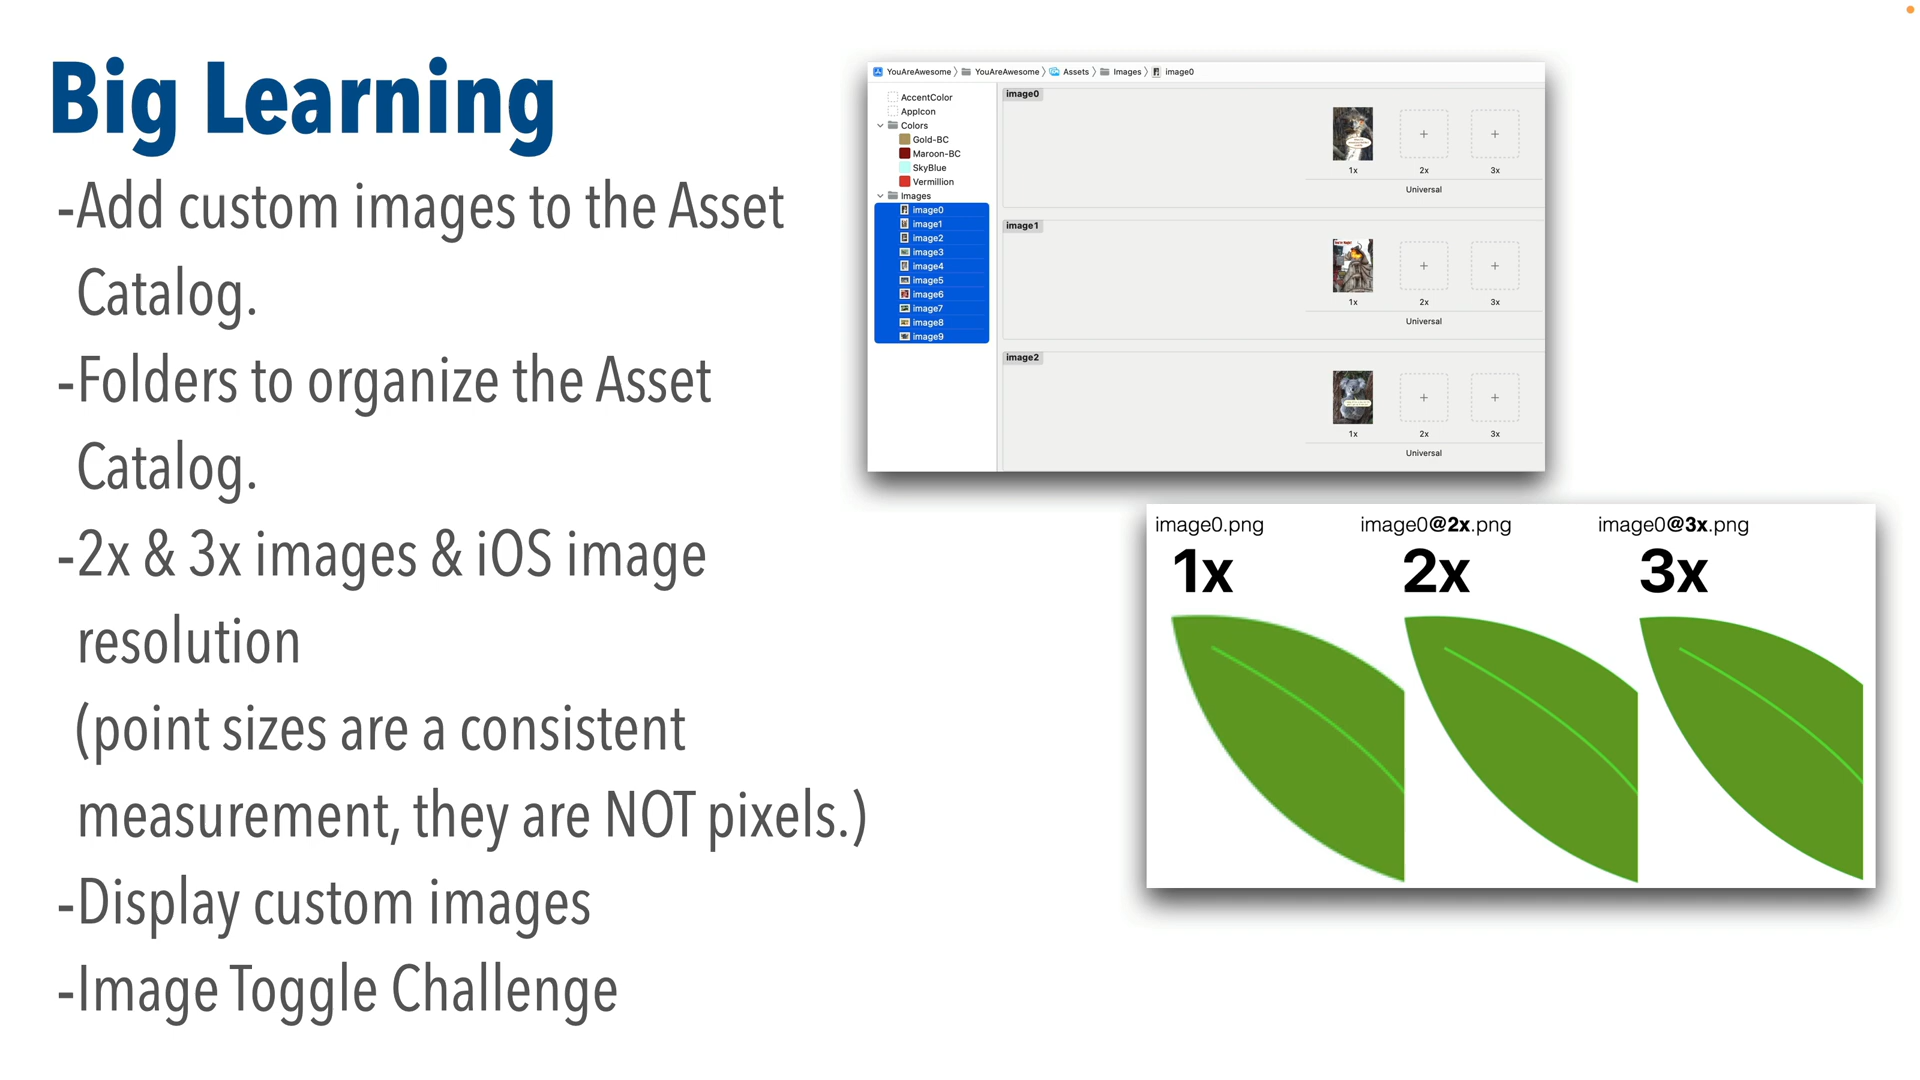 Big Learning
-Add custom images to the Asset
Catalog.
-Folders to organize the Asset
Catalog.
-2x & 3x images & iOS image
resolution
(point sizes are a consistent
measurement, they are NOT pixels.)
-Display custom images
-Image Toggle Challenge
YouAreAwesome YouAreAwesome Assets Images image0
AccentColor
AppIcon
Colors
Gold-BC
Maroon-BC
SkyBlue
Vermillion
Images
image0
image1
image2
image3
image4
image5
image6
image7
image8
image9
image0
1x 2x 3x
Universal
image1
1x 2x 3x
Universal
image2
1x 2x 3x
Universal
image0.png image0@2x.png image0@3x.png
1x 2x 3x